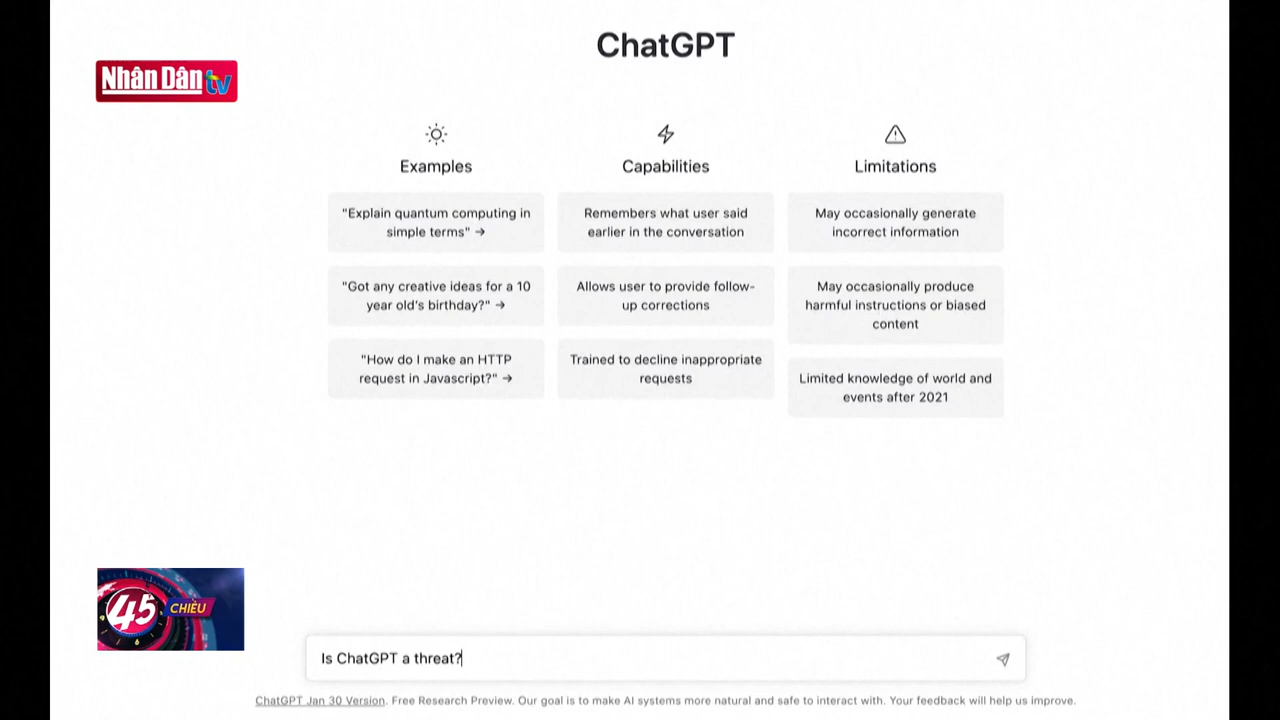 ChatGPT
Nhân Dân tv
Examples
Capabilities
Limitations
"Explain quantum computing in
simple terms" →
"Got any creative ideas for a 10
year old's birthday?" →
"How do I make an HTTP
request in Javascript?" →
Remembers what user said
earlier in the conversation
Allows user to provide follow-
up corrections
Trained to decline inappropriate
requests
May occasionally generate
incorrect information
May occasionally produce
harmful instructions or biased
content
Limited knowledge of world and
events after 2021
45 CHIỀU
Is ChatGPT a threat?
ChatGPT Jan 30 Version. Free Research Preview. Our goal is to make AI systems more natural and safe to interact with. Your feedback will help us improve.